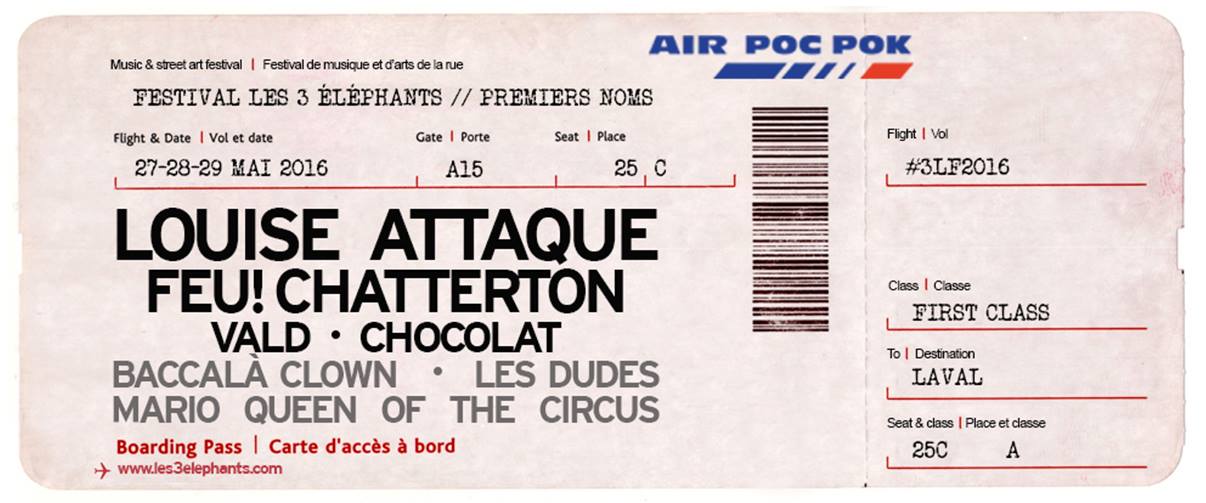 AIR POC POK
Music & street art festival | Festival de musique et d'arts de la rue
FESTIVAL LES 3 ÉLÉPHANTS // PREMIERS NOMS
Flight & Date | Vol et date Gate | Porte Seat | Place
27-28-29 MAI 2016 A15 25 C
LOUISE ATTAQUE
FEU! CHATTERTON
VALD · CHOCOLAT
BACCALÀ CLOWN · LES DUDES
MARIO QUEEN OF THE CIRCUS
Boarding Pass | Carte d'accès à bord
www.les3elephants.com
Flight | Vol
#3LF2016
Class | Classe
FIRST CLASS
To | Destination
LAVAL
Seat & class | Place et classe
25C A